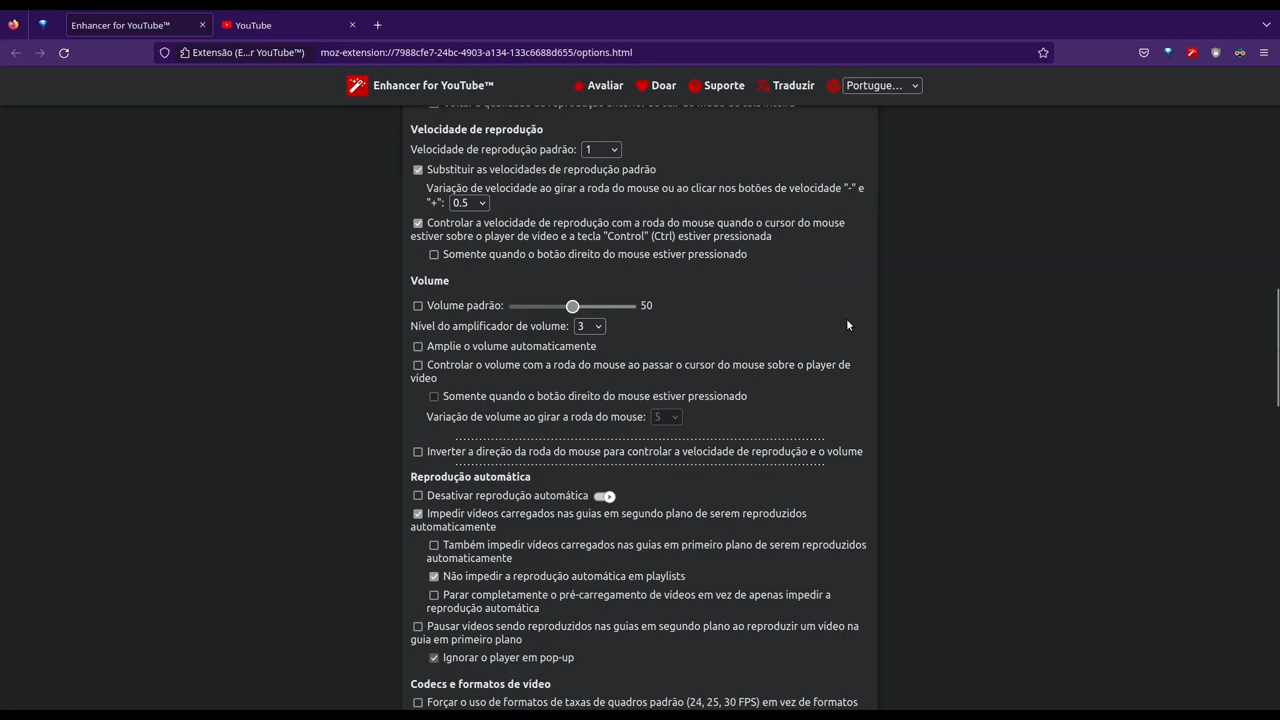 Enhancer for YouTube™
YouTube
Extensão (E...r YouTube™)
moz-extension://7988cfe7-24bc-4903-a134-133c6688d655/options.html
Enhancer for YouTube™
Avaliar
Doar
Suporte
Traduzir
Portugue...
Velocidade de reprodução
Velocidade de reprodução padrão: 1
Substituir as velocidades de reprodução padrão
Variação de velocidade ao girar a roda do mouse ou ao clicar nos botões de velocidade "-" e
"+": 0.5
Controlar a velocidade de reprodução com a roda do mouse quando o cursor do mouse
estiver sobre o player de vídeo e a tecla "Control" (Ctrl) estiver pressionada
Somente quando o botão direito do mouse estiver pressionado
Volume
Volume padrão: 50
Nível do amplificador de volume: 3
Amplie o volume automaticamente
Controlar o volume com a roda do mouse ao passar o cursor do mouse sobre o player de
vídeo
Somente quando o botão direito do mouse estiver pressionado
Variação de volume ao girar a roda do mouse: 5
Inverter a direção da roda do mouse para controlar a velocidade de reprodução e o volume
Reprodução automática
Desativar reprodução automática
Impedir vídeos carregados nas guias em segundo plano de serem reproduzidos
automaticamente
Também impedir vídeos carregados nas guias em primeiro plano de serem reproduzidos
automaticamente
Não impedir a reprodução automática em playlists
Parar completamente o pré-carregamento de vídeos em vez de apenas impedir a
reprodução automática
Pausar vídeos sendo reproduzidos nas guias em segundo plano ao reproduzir um vídeo na
guia em primeiro plano
Ignorar o player em pop-up
Codecs e formatos de vídeo
Forçar o uso de formatos de taxas de quadros padrão (24, 25, 30 FPS) em vez de formatos